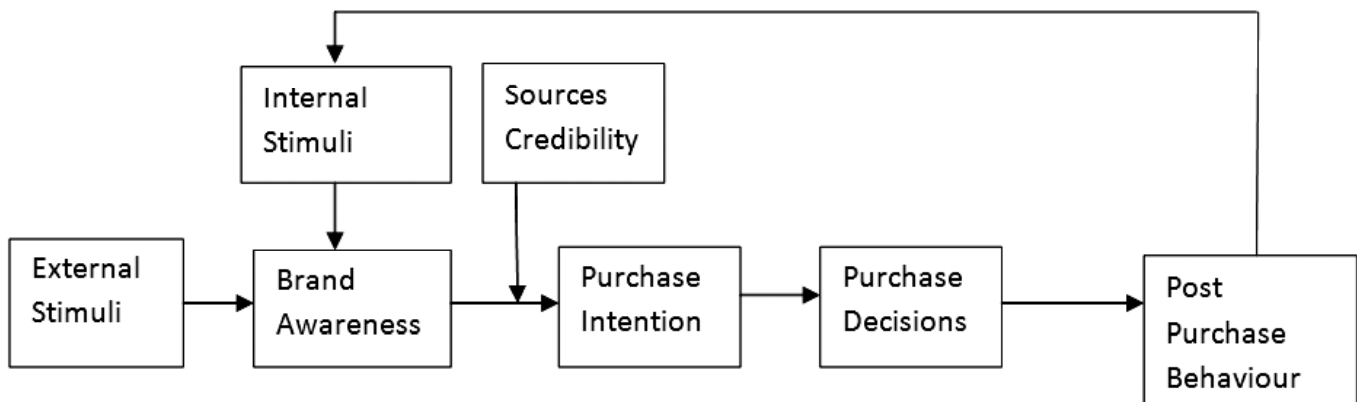 Internal
Stimuli
Sources
Credibility
External
Stimuli
Brand
Awareness
Purchase
Intention
Purchase
Decisions
Post
Purchase
Behaviour